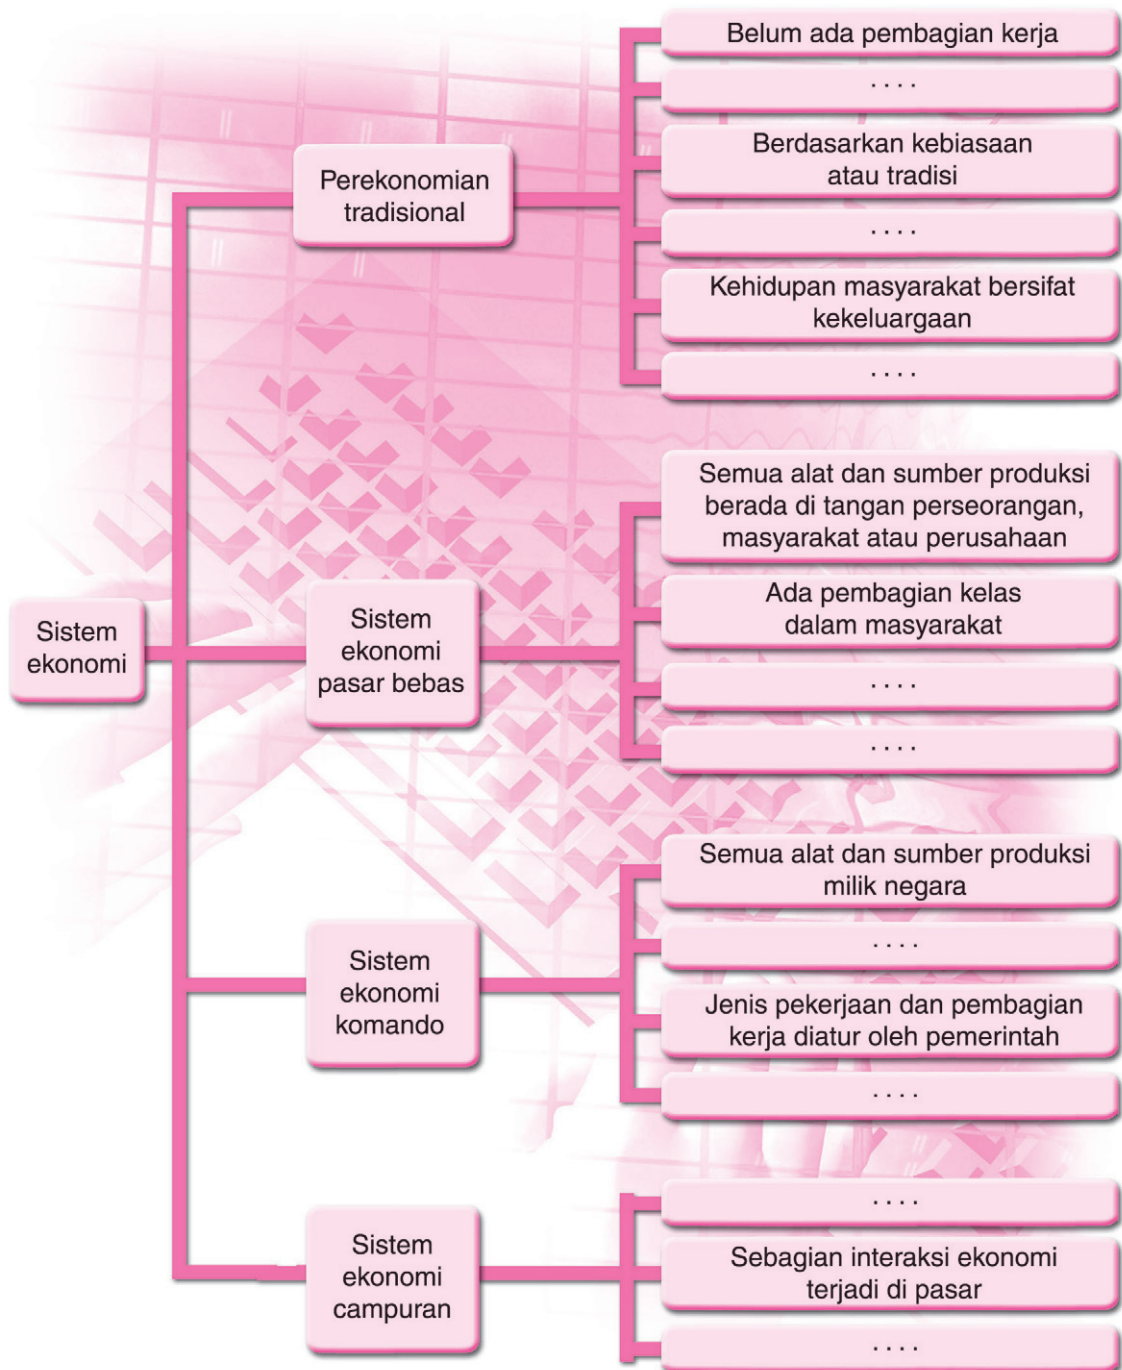 Sistem
ekonomi
Perekonomian
tradisional
Belum ada pembagian kerja
. . . .
Berdasarkan kebiasaan
atau tradisi
. . . .
Kehidupan masyarakat bersifat
kekeluargaan
. . . .
Sistem
ekonomi
pasar bebas
Semua alat dan sumber produksi
berada di tangan perseorangan,
masyarakat atau perusahaan
Ada pembagian kelas
dalam masyarakat
. . . .
. . . .
Sistem
ekonomi
komando
Semua alat dan sumber produksi
milik negara
. . . .
Jenis pekerjaan dan pembagian
kerja diatur oleh pemerintah
. . . .
Sistem
ekonomi
campuran
. . . .
Sebagian interaksi ekonomi
terjadi di pasar
. . . .